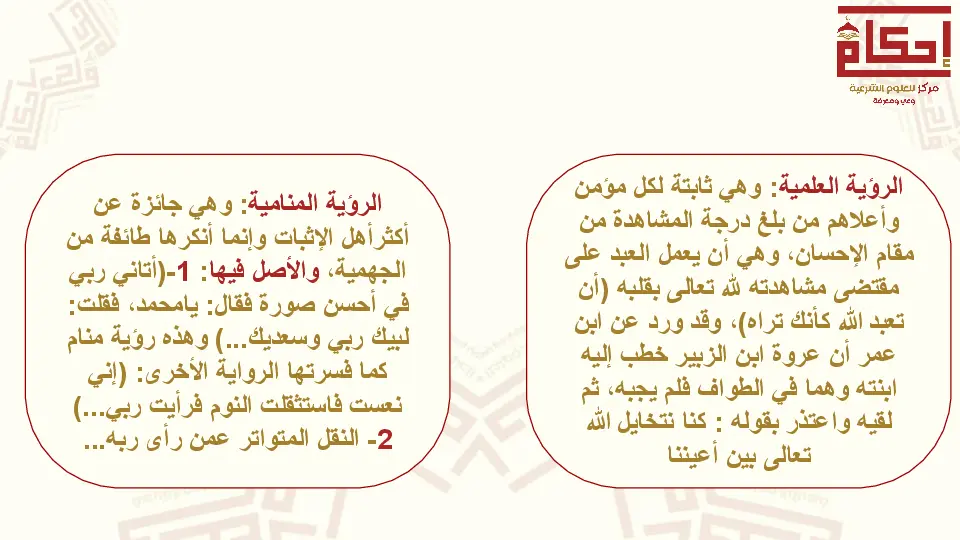 إحكام
مركز للعلوم الشرعية
وعي ومعرفة
الرؤية العلمية: وهي ثابتة لكل مؤمن
وأعلاهم من بلغ درجة المشاهدة من
مقام الإحسان، وهي أن يعمل العبد على
مقتضى مشاهدته لله تعالى بقلبه (أن
تعبد الله كأنك تراه)، وقد ورد عن ابن
عمر أن عروة ابن الزبير خطب إليه
ابنته وهما في الطواف فلم يجبه، ثم
لقيه واعتذر بقوله : كنا نتخايل الله
تعالى بين أعيننا
الرؤية المنامية: وهي جائزة عن
أكثرأهل الإثبات وإنما أنكرها طائفة من
الجهمية، والأصل فيها: 1-(أتاني ربي
في أحسن صورة فقال: يامحمد، فقلت:
لبيك ربي وسعديك...) وهذه رؤية منام
كما فسرتها الرواية الأخرى: (إني
نعست فاستثقلت النوم فرأيت ربي...)
2- النقل المتواتر عمن رأى ربه...